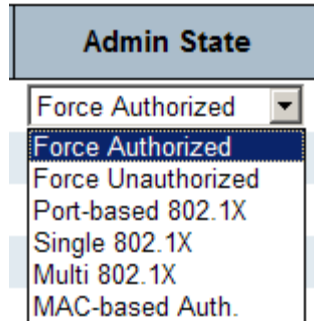 Admin State
Force Authorized
Force Authorized
Force Unauthorized
Port-based 802.1X
Single 802.1X
Multi 802.1X
MAC-based Auth.